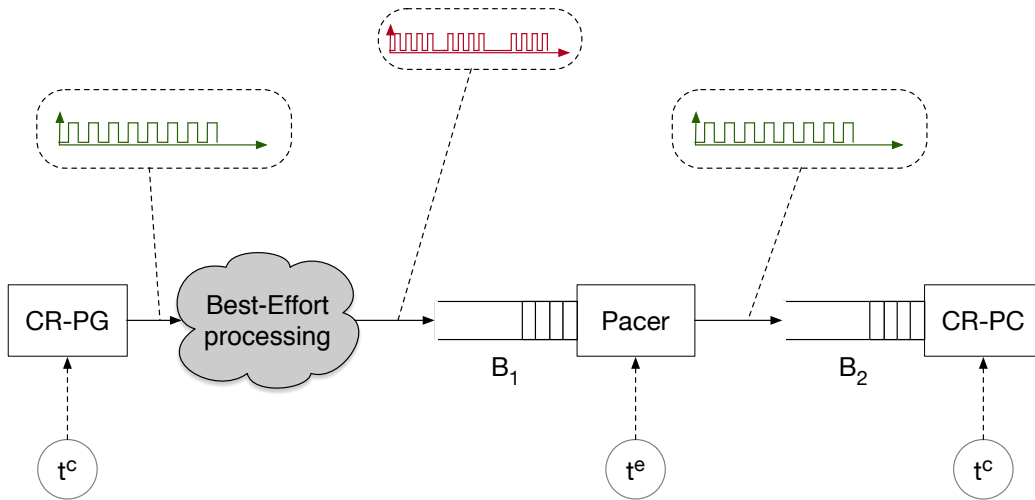 Best-Effort
processing
CR-PG
Pacer
CR-PC
B₁
B₂
tᶜ
tᵉ
tᶜ